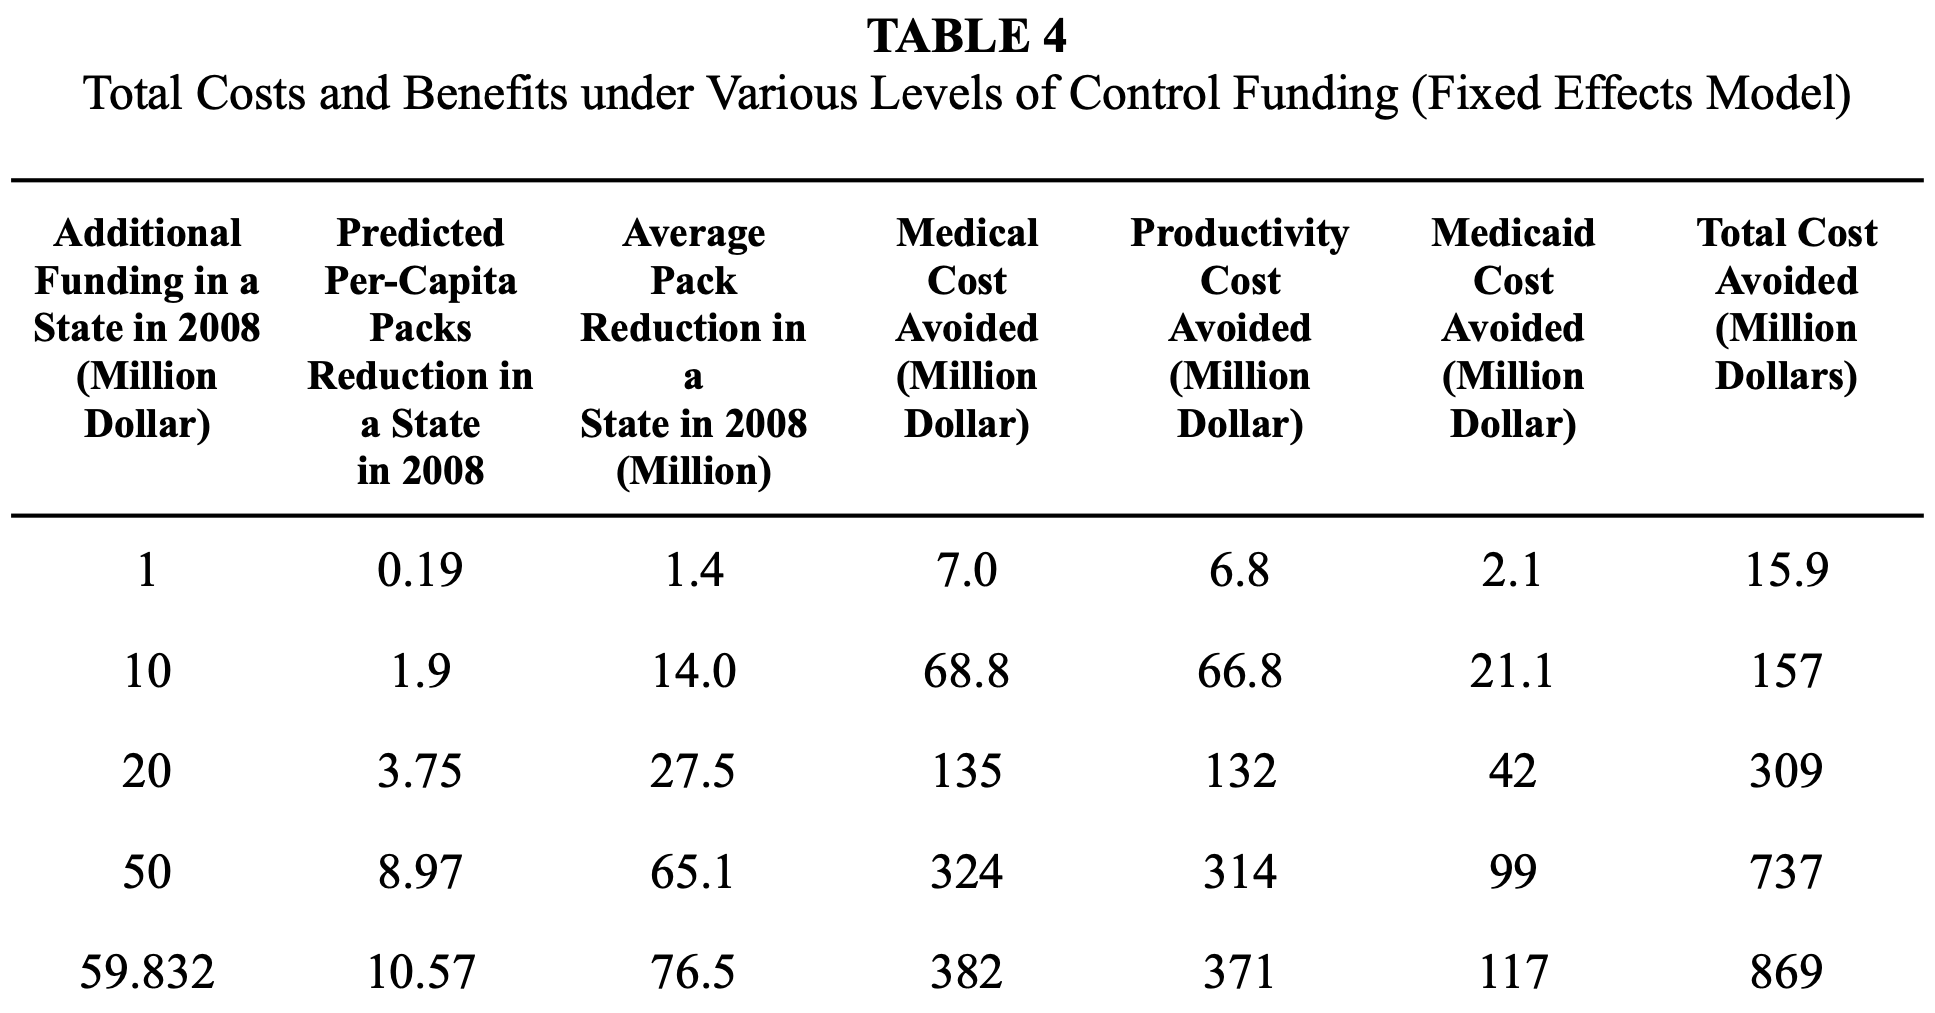 TABLE 4
Total Costs and Benefits under Various Levels of Control Funding (Fixed Effects Model)
Additional Predicted Average Medical Productivity Medicaid Total Cost
Funding in a Per-Capita Pack Cost Cost Cost Avoided
State in 2008 Packs Reduction in Avoided Avoided Avoided (Million
(Million Reduction in a (Million (Million (Million Dollars)
Dollar) a State State in 2008 Dollar) Dollar) Dollar)
in 2008 (Million)
1 0.19 1.4 7.0 6.8 2.1 15.9
10 1.9 14.0 68.8 66.8 21.1 157
20 3.75 27.5 135 132 42 309
50 8.97 65.1 324 314 99 737
59.832 10.57 76.5 382 371 117 869